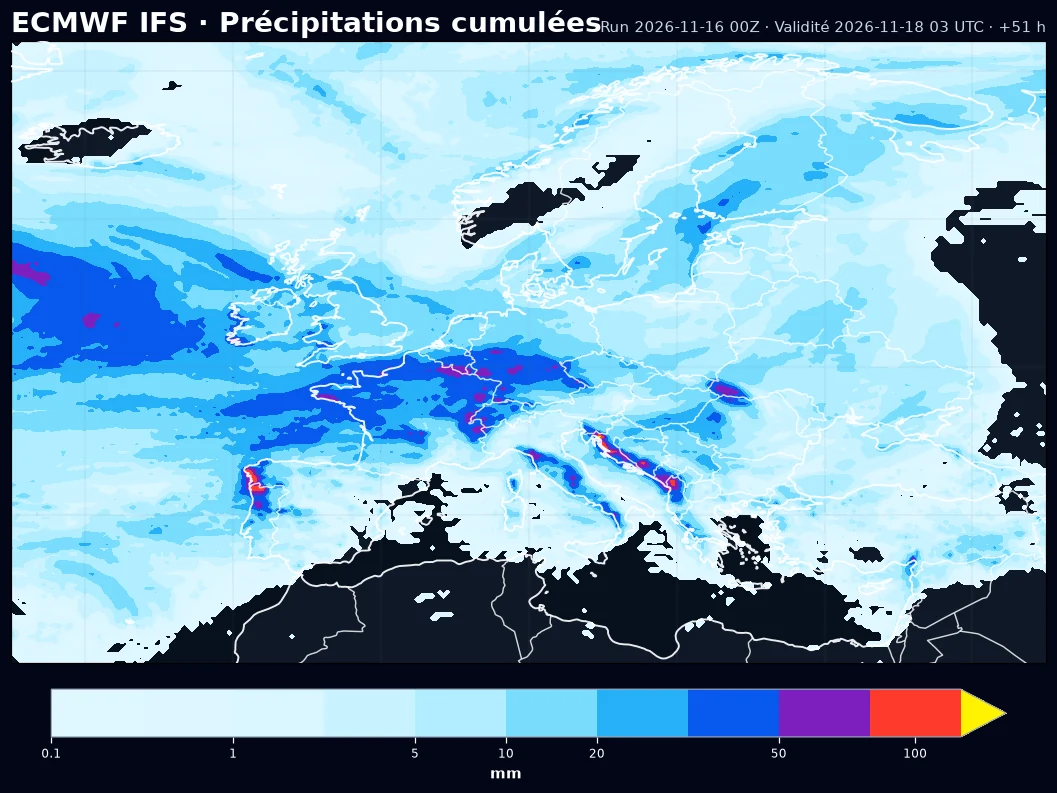 ECMWF IFS · Précipitations cumulées
Run 2026-11-16 00Z · Validité 2026-11-18 03 UTC · +51 h
0.1 1 5 10 20 50 100
mm